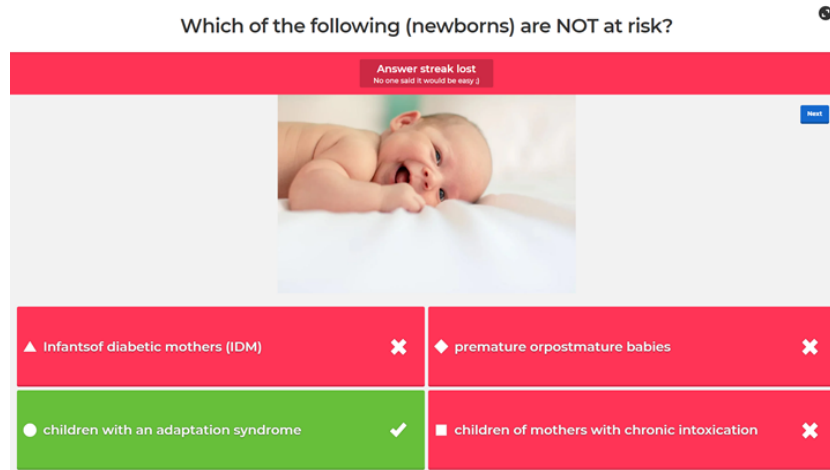 Which of the following (newborns) are NOT at risk?
Answer streak lost
No one said it would be easy ;)
Next
Infantsof diabetic mothers (IDM)
premature orpostmature babies
children with an adaptation syndrome
children of mothers with chronic intoxication